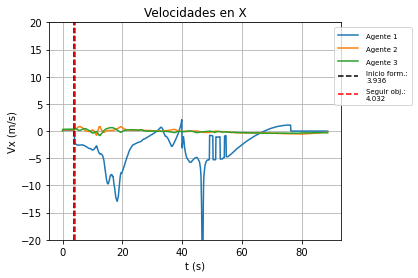 Velocidades en X
Vx (m/s)
20
15
10
5
0
−5
−10
−15
−20
0
20
40
60
80
t (s)
Agente 1
Agente 2
Agente 3
Inicio form.:
3.936
Seguir obj.:
4.032